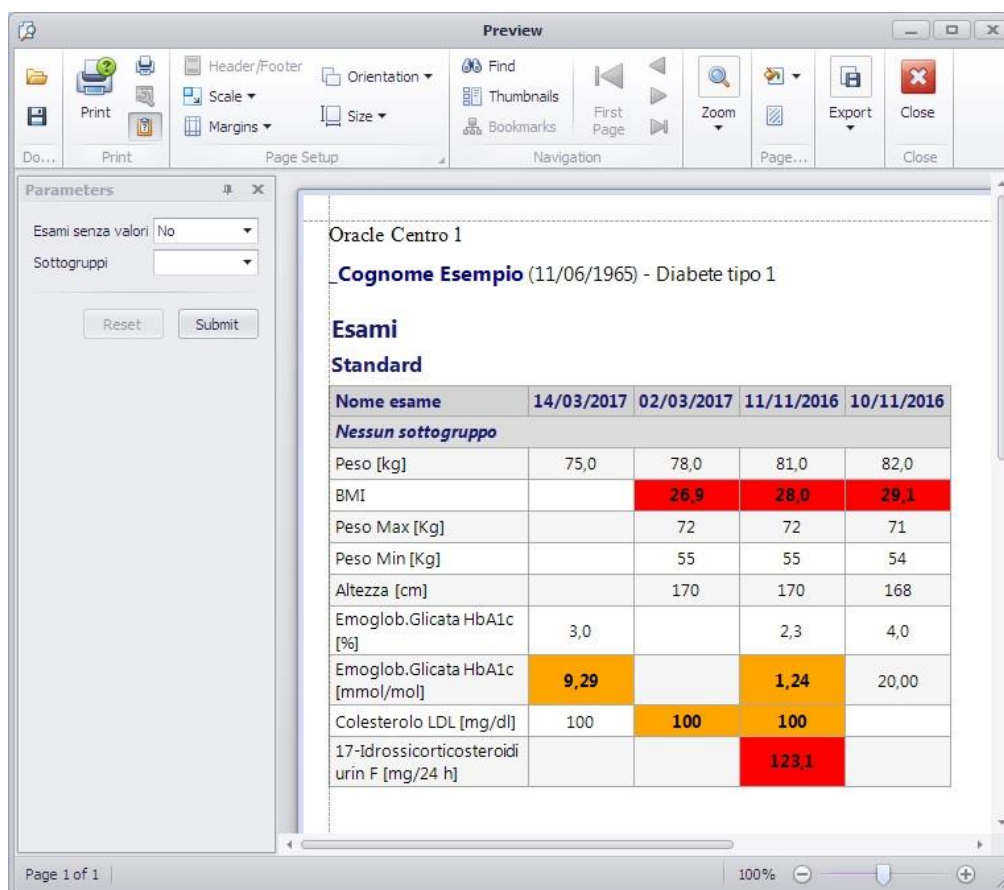 Preview
Header/Footer
Orientation
Find
Scale
Thumbnails
Print
First Page
Zoom
Export
Close
Margins
Size
Bookmarks
Do...
Print
Page Setup
Navigation
Page...
Close
Parameters
Esami senza valori No
Sottogruppi
Reset Submit
Oracle Centro 1
_Cognome Esempio (11/06/1965) - Diabete tipo 1
Esami
Standard
Nome esame 14/03/2017 02/03/2017 11/11/2016 10/11/2016
Nessun sottogruppo
Peso [kg] 75,0 78,0 81,0 82,0
BMI 26,9 28,0 29,1
Peso Max [Kg] 72 72 71
Peso Min [Kg] 55 55 54
Altezza [cm] 170 170 168
Emoglob.Glicata HbA1c
[%] 3,0 2,3 4,0
Emoglob.Glicata HbA1c
[mmol/mol] 9,29 1,24 20,00
Colesterolo LDL [mg/dl] 100 100 100
17-Idrossicorticosteroidi
urin F [mg/24 h] 123,1
Page 1 of 1
100%